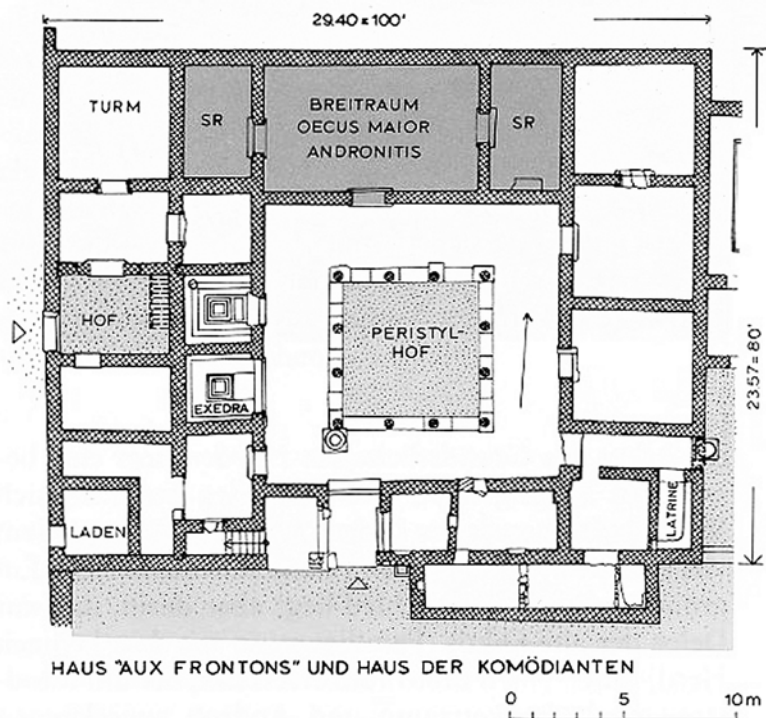 29.40 = 100'
TURM
SR
BREITRAUM
OECUS MAIOR
ANDRONITIS
SR
HOF
PERISTYL-
HOF
23.57 = 80'
EXEDRA
LADEN
LATRINE
HAUS "AUX FRONTONS" UND HAUS DER KOMÖDIANTEN
0 5 10 m